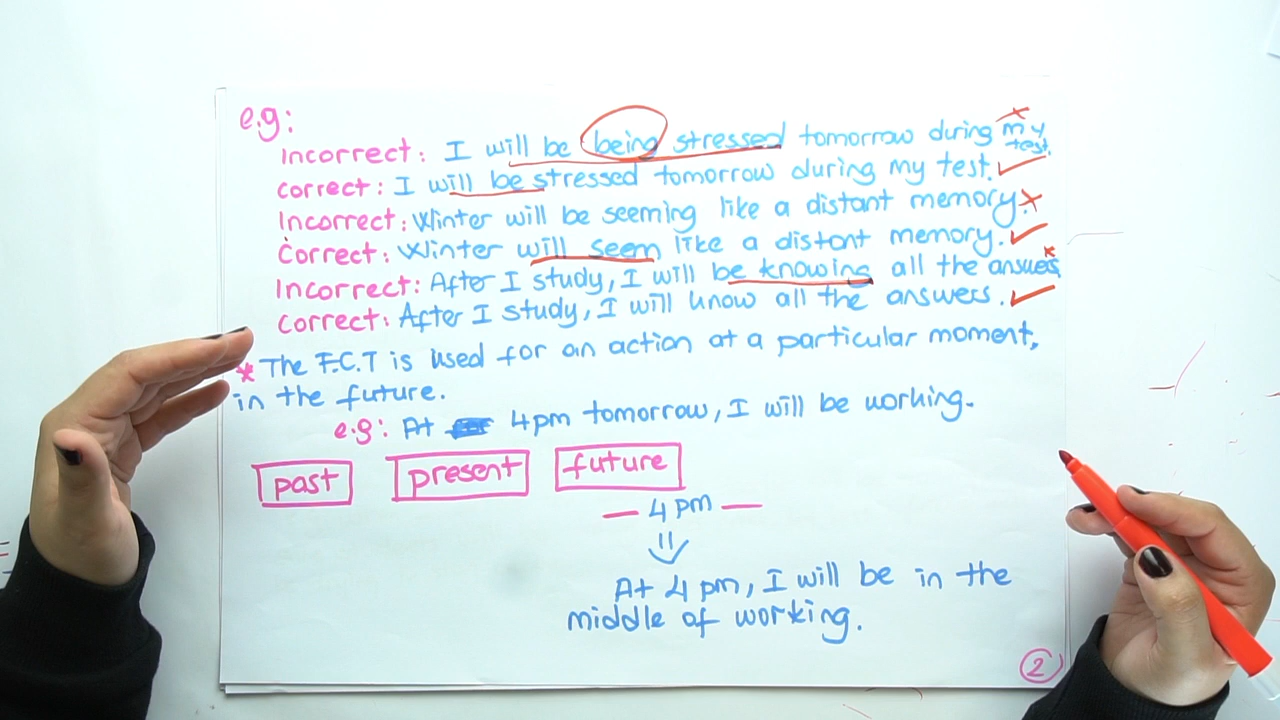 e.g:
Incorrect: I will be being stressed tomorrow during my test.
correct: I will be stressed tomorrow during my test.
Incorrect: Winter will be seeming like a distant memory.
Correct: Winter will seem like a distant memory.
Incorrect: After I study, I will be knowing all the answers
Correct: After I study, I will know all the answers.
* The F.C.T is used for an action at a particular moment,
in the future.
e.g: At 4pm tomorrow, I will be working.
past present future
— 4 pm —
At 4 pm, I will be in the
middle of working.
2